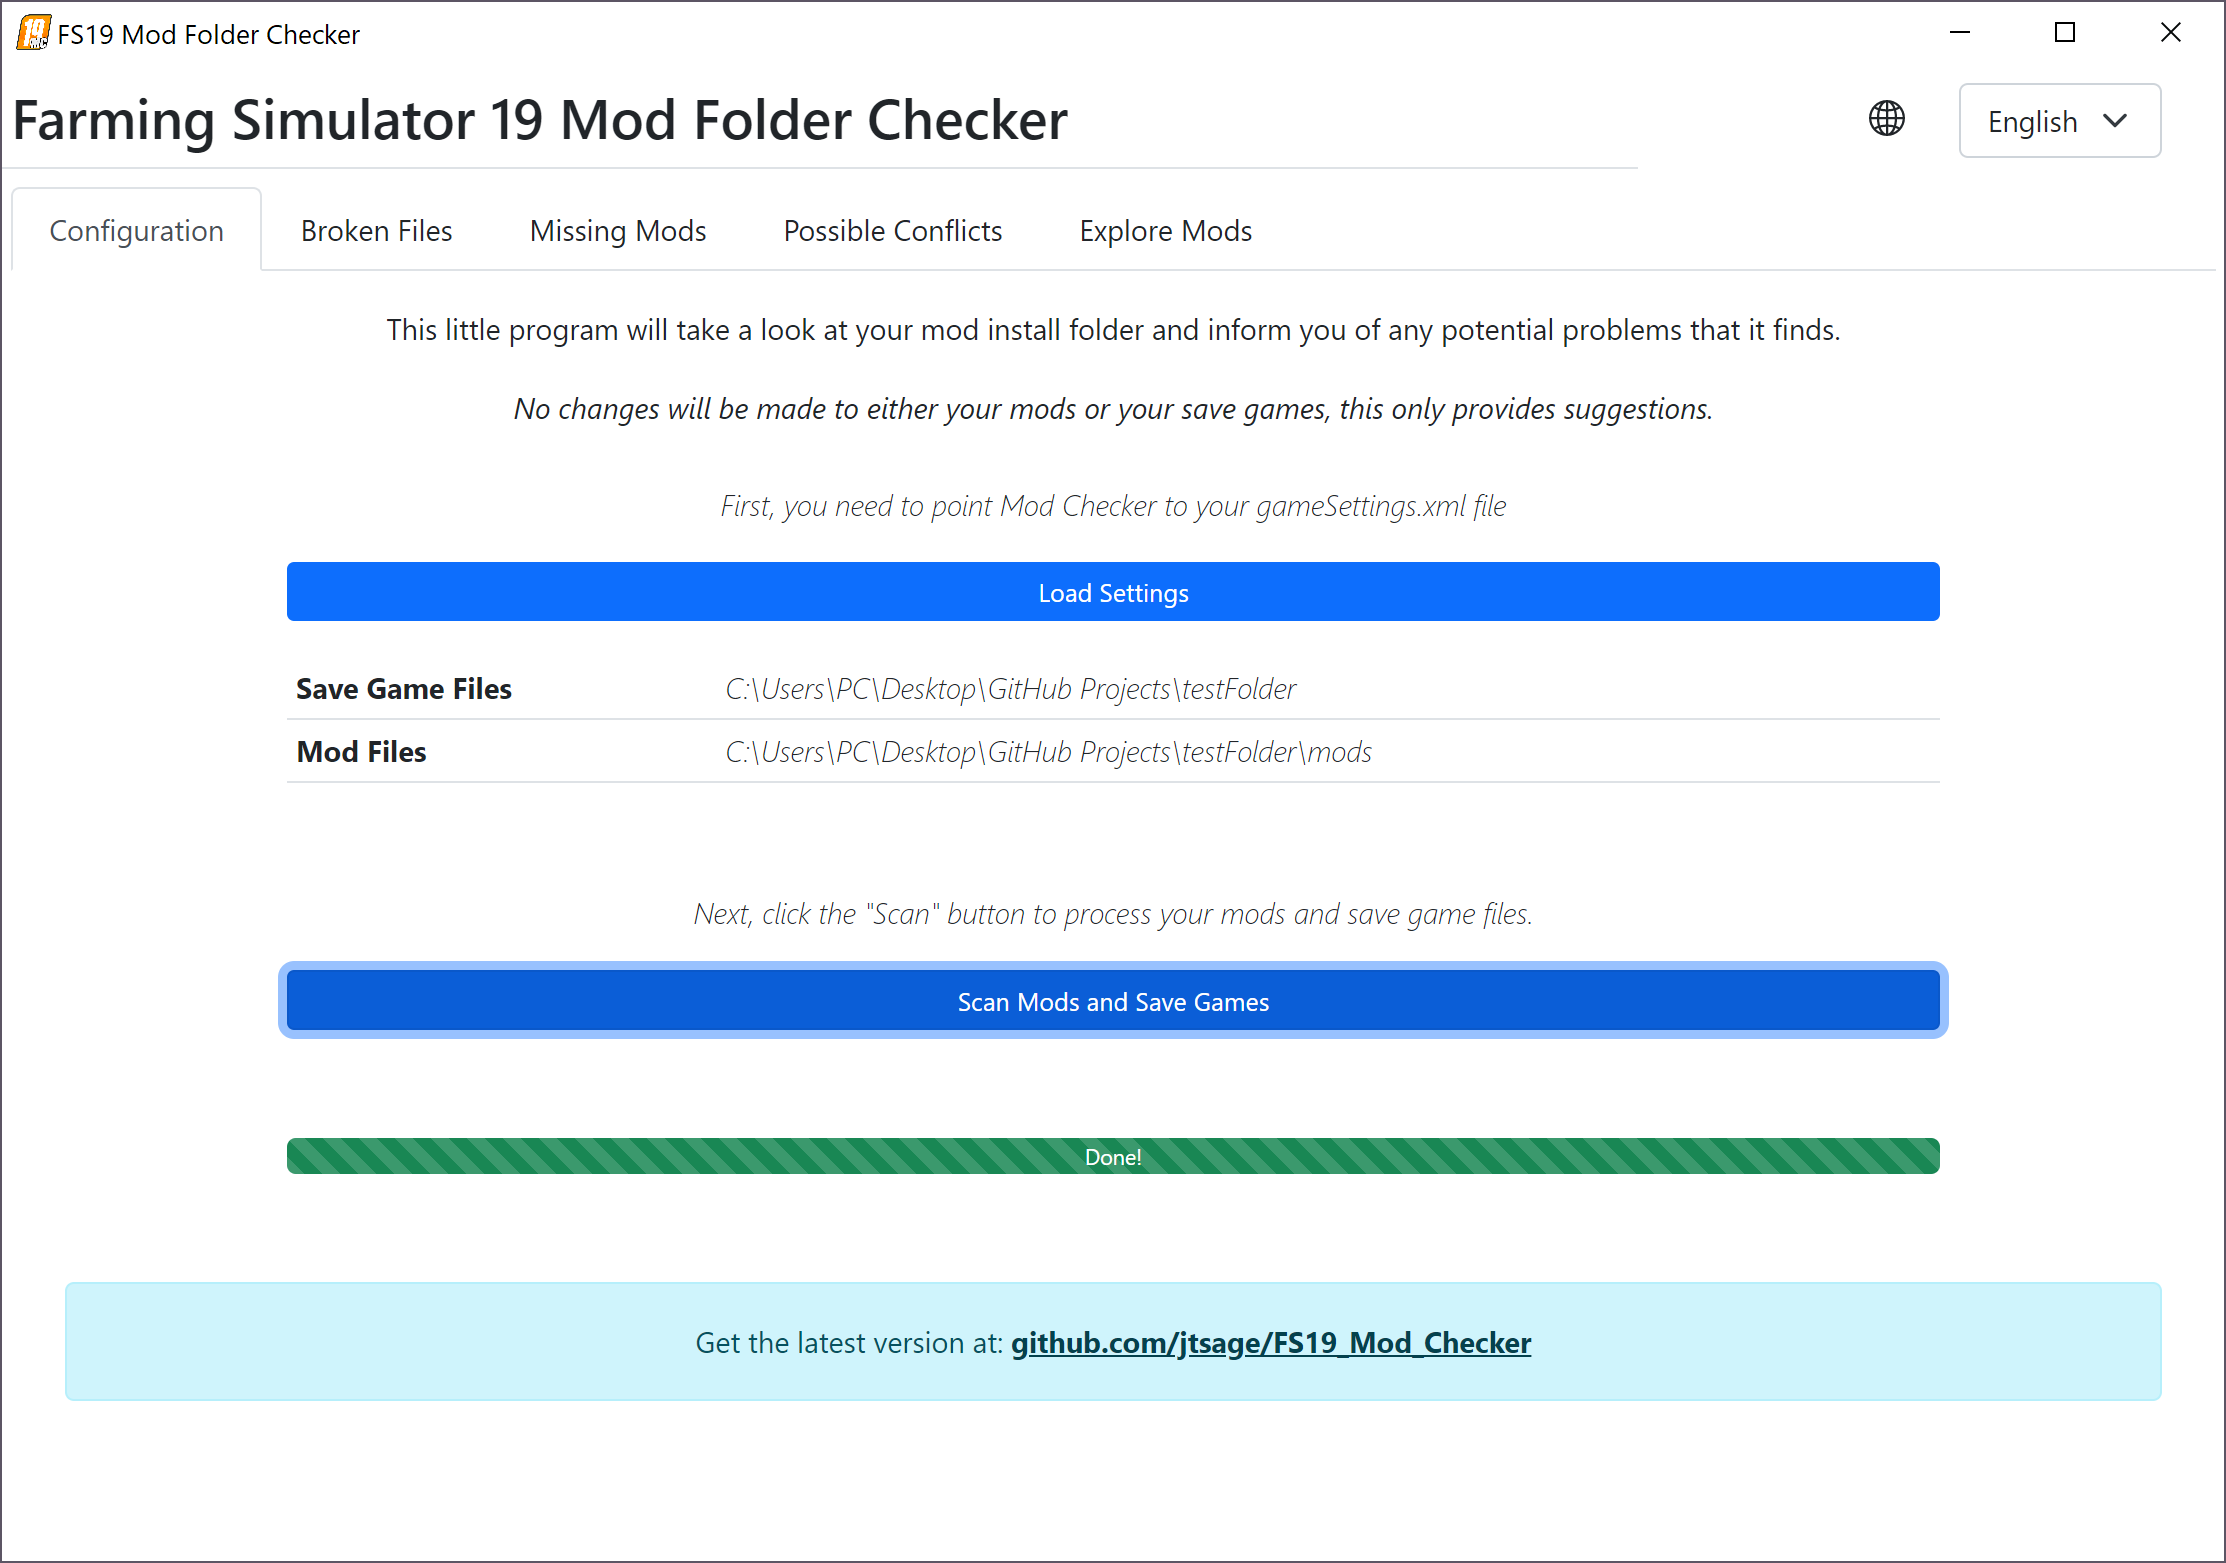 FS19 Mod Folder Checker
Farming Simulator 19 Mod Folder Checker
English
Configuration
Broken Files
Missing Mods
Possible Conflicts
Explore Mods
This little program will take a look at your mod install folder and inform you of any potential problems that it finds.
No changes will be made to either your mods or your save games, this only provides suggestions.
First, you need to point Mod Checker to your gameSettings.xml file
Load Settings
Save Game Files C:\Users\PC\Desktop\GitHub Projects\testFolder
Mod Files C:\Users\PC\Desktop\GitHub Projects\testFolder\mods
Next, click the "Scan" button to process your mods and save game files.
Scan Mods and Save Games
Done!
Get the latest version at: github.com/jtsage/FS19_Mod_Checker